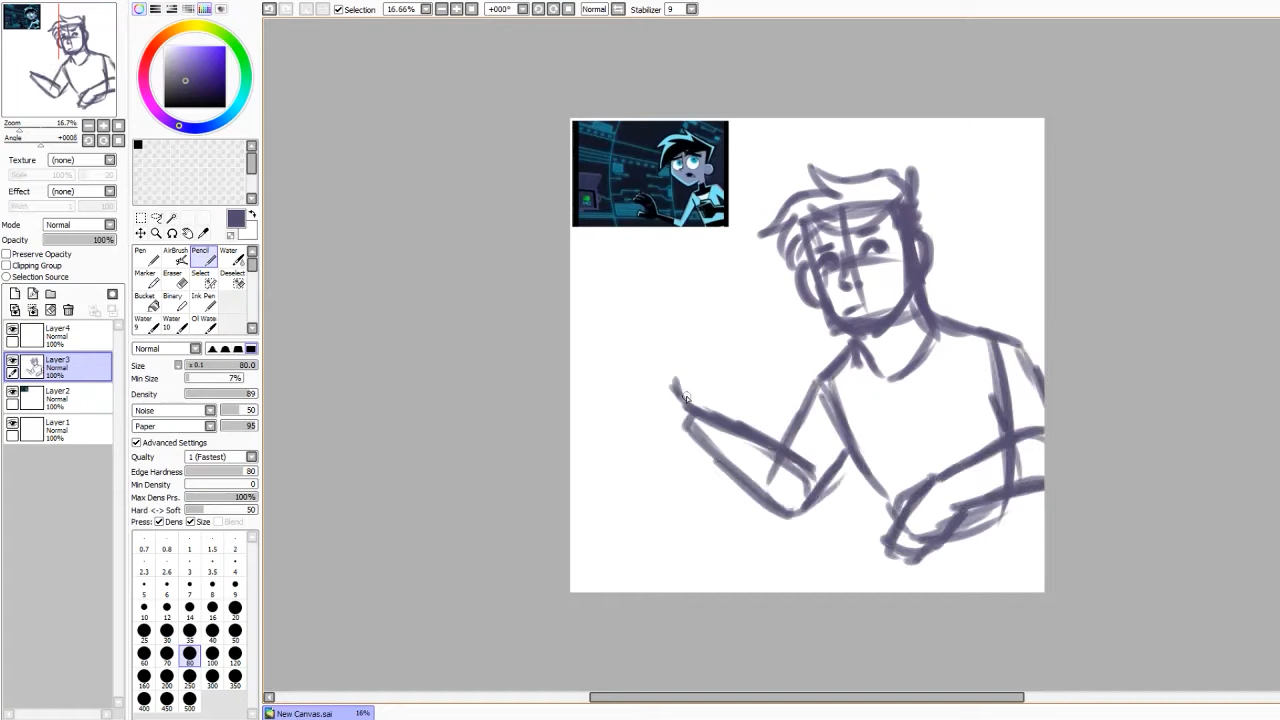 Selection
16.66%
+000°
Normal
Stabilizer
9
Zoom
16.7%
Angle
+000ß
Texture
(none)
Scale
100%
20
Effect
(none)
Width
1
100
Mode
Normal
Opacity
100%
Preserve Opacity
Clipping Group
Selection Source
Layer4
Normal
100%
Layer3
Normal
100%
Layer2
Normal
100%
Layer1
Normal
100%
Pen
AirBrush
Pencil
Water
Marker
Eraser
Select
Deselect
Bucket
Binary
Ink Pen
Water
9
Water
10
Oil Water
Normal
Size
x 0.1
80.0
Min Size
7%
Density
89
Noise
50
Paper
95
Advanced Settings
Quality
1 (Fastest)
Edge Hardness
80
Min Density
0
Max Dens Prs.
100%
Hard <-> Soft
50
Press:
Dens
Size
Blend
0.7 0.8 1 1.5 2
2.3 2.6 3 3.5 4
5 6 7 8 9
10 12 14 16 20
25 30 35 40 50
60 70 80 100 120
160 200 250 300 350
400 450 500
New Canvas.sai
16%